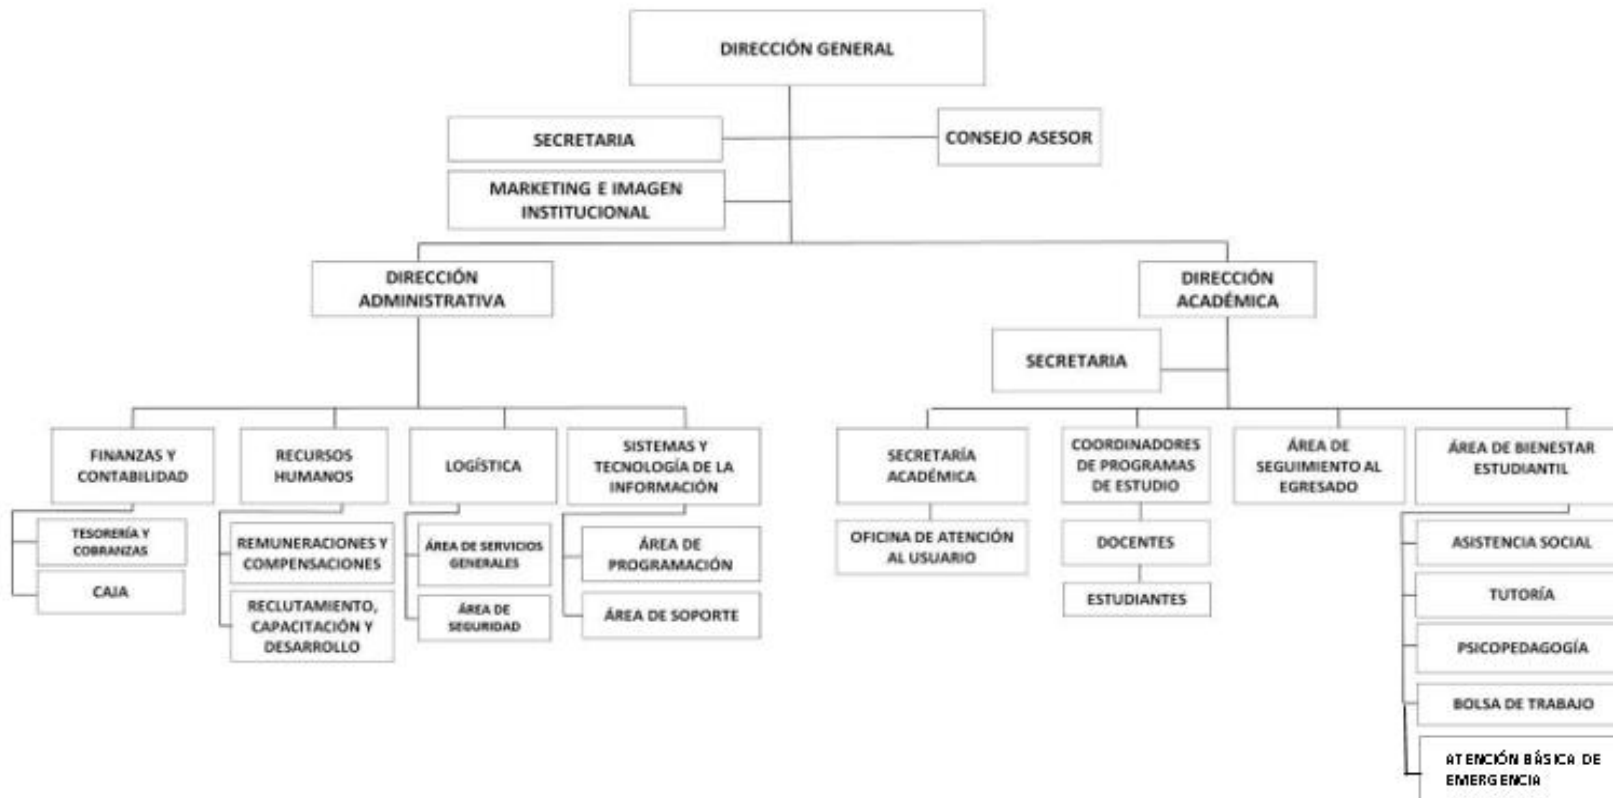 DIRECCIÓN GENERAL
SECRETARIA
CONSEJO ASESOR
MARKETING E IMAGEN
INSTITUCIONAL
DIRECCIÓN
ADMINISTRATIVA
DIRECCIÓN
ACADÉMICA
SECRETARIA
FINANZAS Y
CONTABILIDAD
RECURSOS
HUMANOS
LOGÍSTICA
SISTEMAS Y
TECNOLOGÍA DE LA
INFORMACIÓN
SECRETARÍA
ACADÉMICA
COORDINADORES
DE PROGRAMAS
DE ESTUDIO
ÁREA DE
SEGUIMIENTO AL
EGRESADO
ÁREA DE BIENESTAR
ESTUDIANTIL
TESORERÍA Y
COBRANZAS
CAJA
REMUNERACIONES Y
COMPENSACIONES
RECLUTAMIENTO,
CAPACITACIÓN Y
DESARROLLO
ÁREA DE SERVICIOS
GENERALES
ÁREA DE
SEGURIDAD
ÁREA DE
PROGRAMACIÓN
ÁREA DE SOPORTE
OFICINA DE ATENCIÓN
AL USUARIO
DOCENTES
ESTUDIANTES
ASISTENCIA SOCIAL
TUTORÍA
PSICOPEDAGOGÍA
BOLSA DE TRABAJO
ATENCIÓN BÁSICA DE
EMERGENCIA